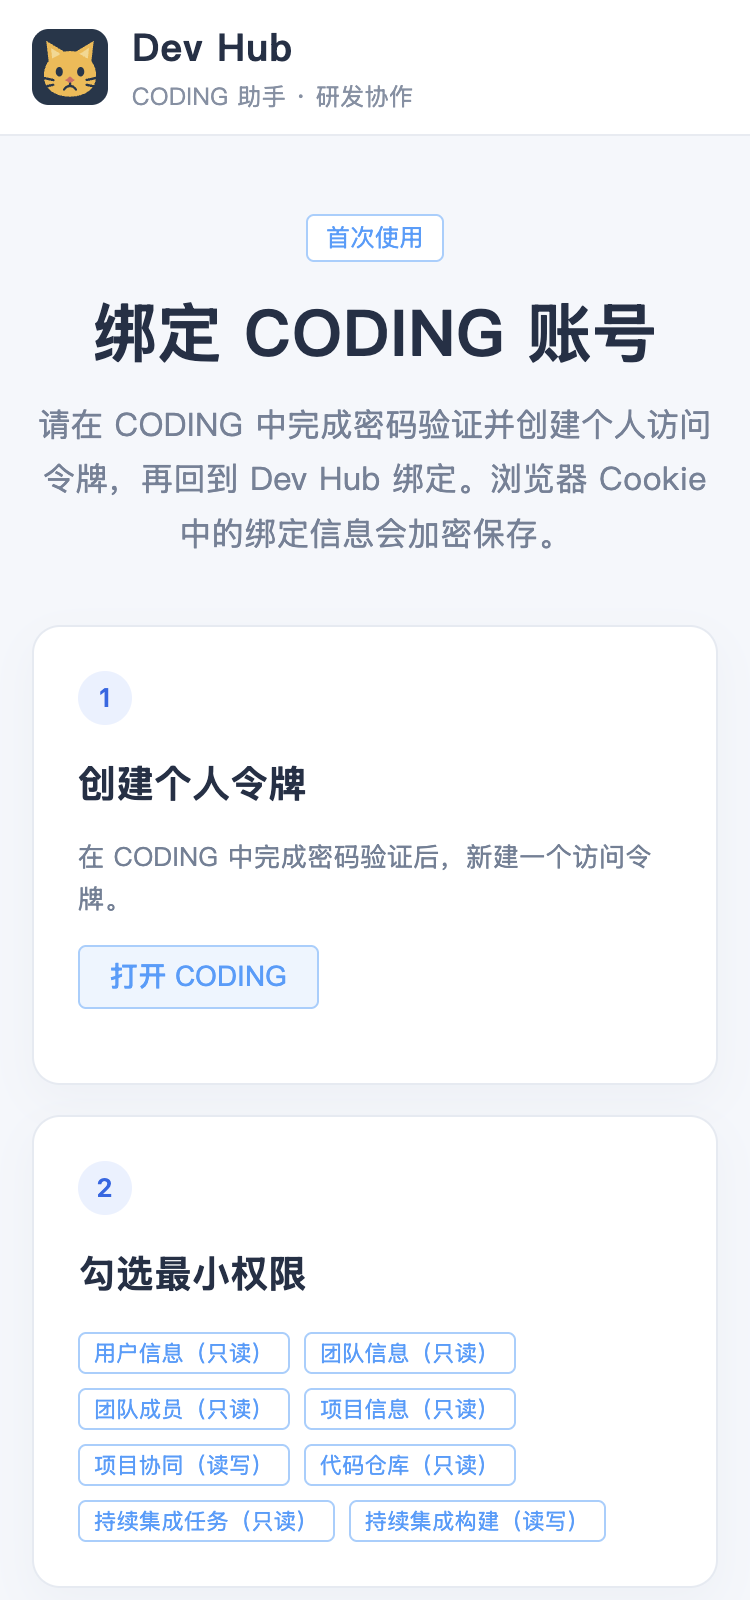 Dev Hub
CODING 助手 · 研发协作
首次使用
绑定 CODING 账号
请在 CODING 中完成密码验证并创建个人访问
令牌，再回到 Dev Hub 绑定。浏览器 Cookie
中的绑定信息会加密保存。
1
创建个人令牌
在 CODING 中完成密码验证后，新建一个访问令
牌。
打开 CODING
2
勾选最小权限
用户信息（只读） 团队信息（只读）
团队成员（只读） 项目信息（只读）
项目协同（读写） 代码仓库（只读）
持续集成任务（只读） 持续集成构建（读写）